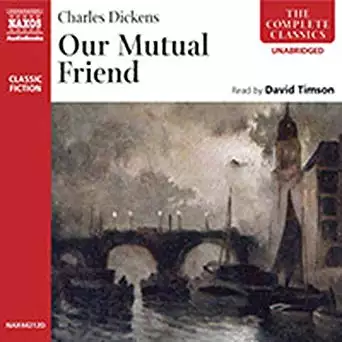 NAXOS
AudioBooks
CLASSIC
FICTION
Charles Dickens
Our Mutual
Friend
THE
COMPLETE
CLASSICS
UNABRIDGED
Read by David Timson